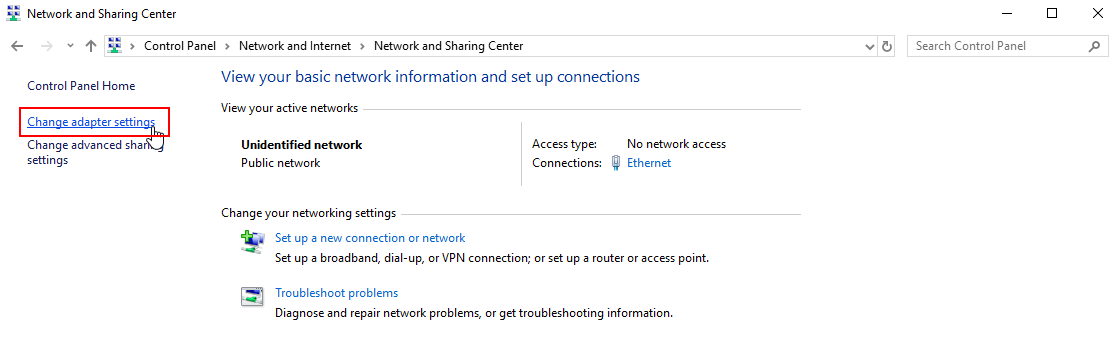 Network and Sharing Center
Control Panel > Network and Internet > Network and Sharing Center
Search Control Panel
Control Panel Home
Change adapter settings
Change advanced sharing
settings
View your basic network information and set up connections
View your active networks
Unidentified network
Public network
Access type: No network access
Connections: Ethernet
Change your networking settings
Set up a new connection or network
Set up a broadband, dial-up, or VPN connection; or set up a router or access point.
Troubleshoot problems
Diagnose and repair network problems, or get troubleshooting information.